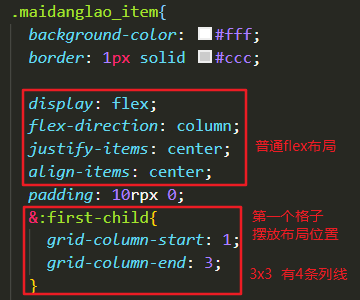 .maidanglao_item{
background-color: #fff;
border: 1px solid #ccc;
display: flex;
flex-direction: column;
justify-items: center;
align-items: center;
普通flex布局
padding: 10rpx 0;
&:first-child{
grid-column-start: 1;
grid-column-end: 3;
}
第一个格子
摆放布局位置
3x3 有4条列线